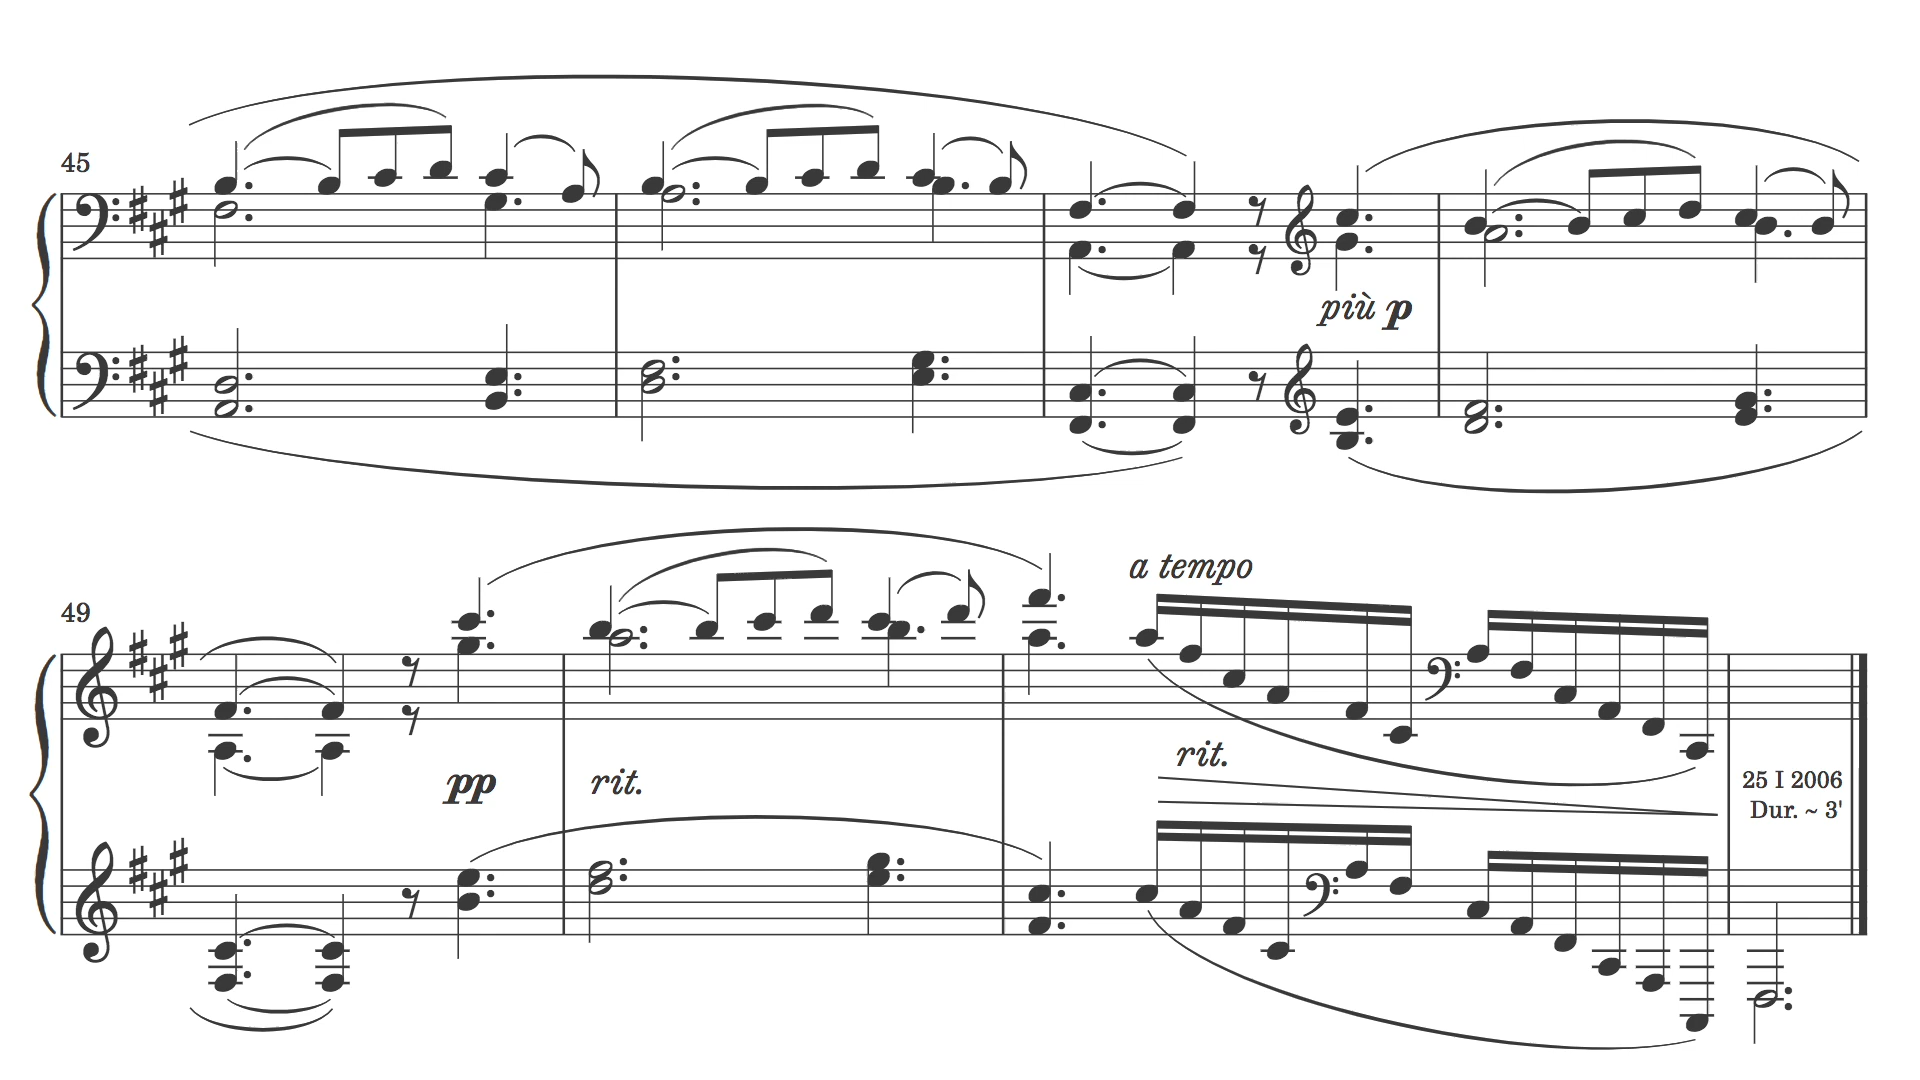 45
più p
49
a tempo
pp
rit.
rit.
25 I 2006
Dur. ~ 3'